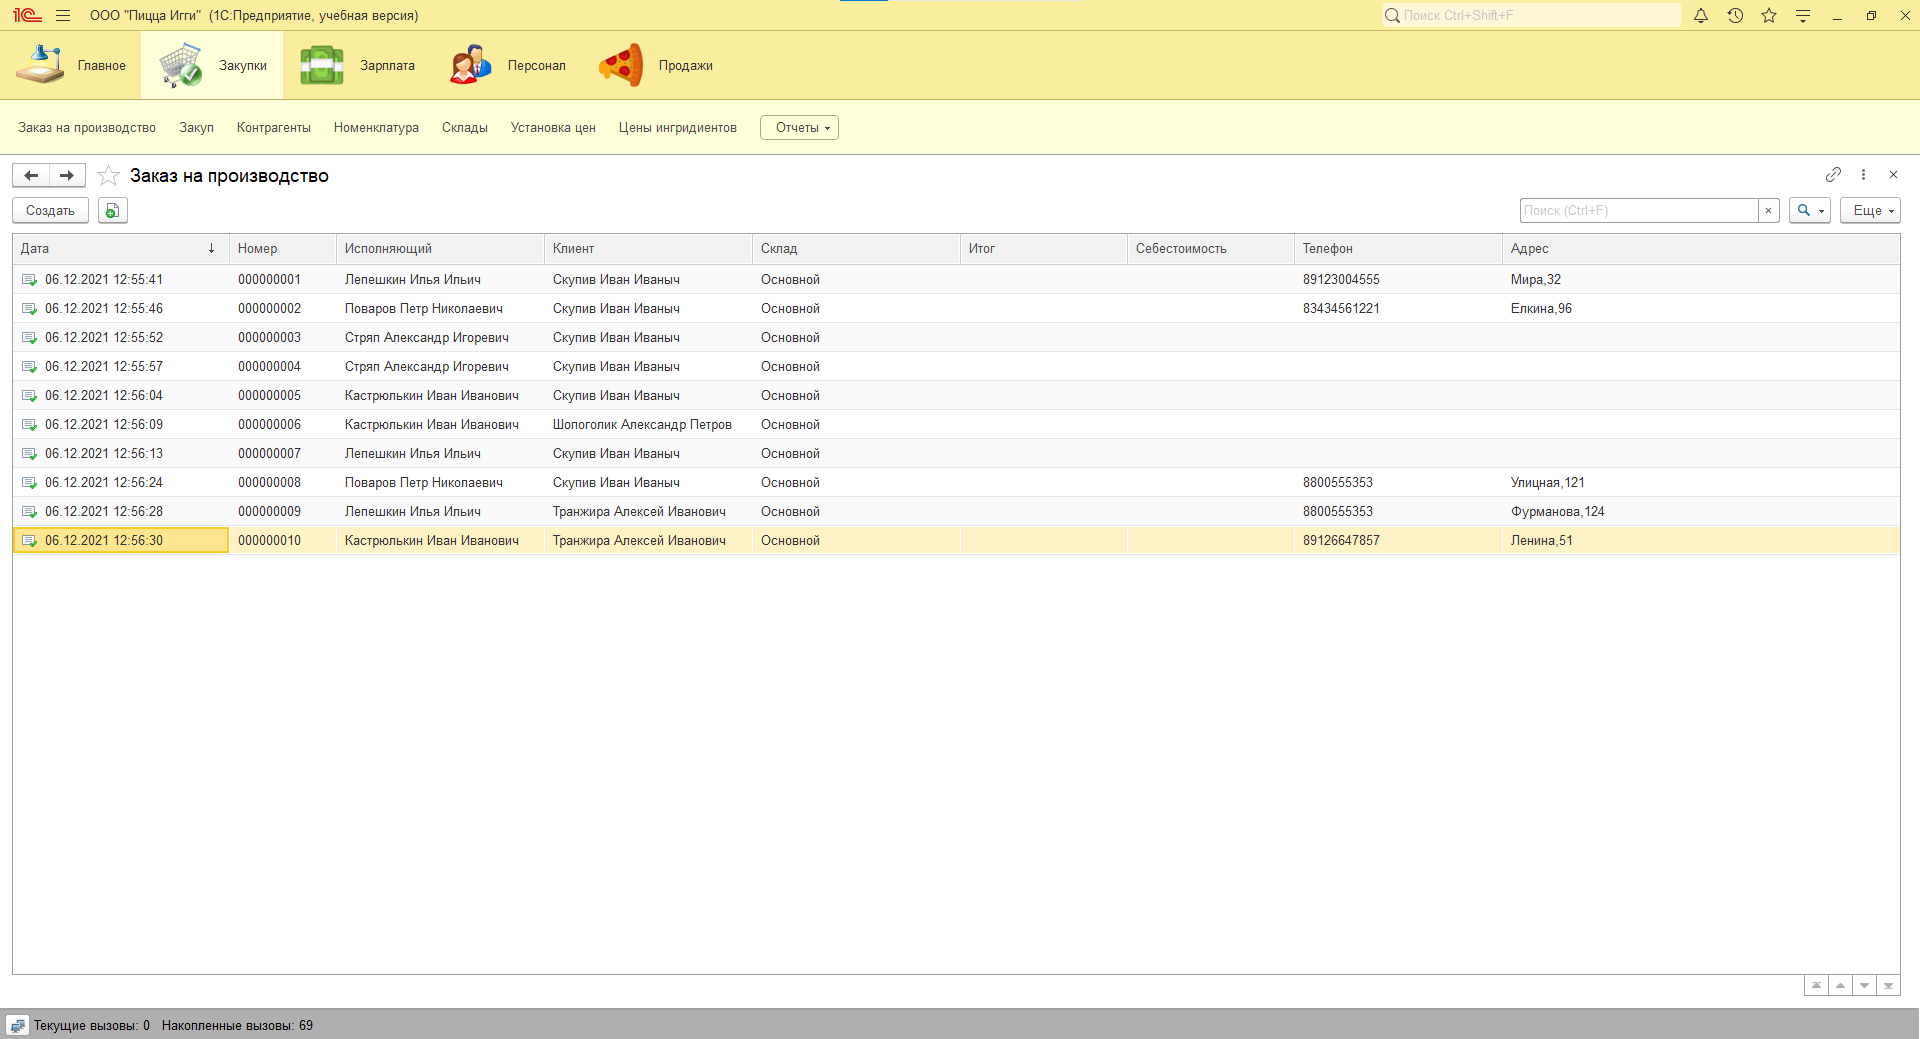 1С ООО "Пицца Игги" (1С:Предприятие, учебная версия) Поиск Ctrl+Shift+F
Главное Закупки Зарплата Персонал Продажи
Заказ на производство Закуп Контрагенты Номенклатура Склады Установка цен Цены ингридиентов Отчеты
Заказ на производство
Создать Поиск (Ctrl+F) × Еще
Дата ↓ Номер Исполняющий Клиент Склад Итог Себестоимость Телефон Адрес
06.12.2021 12:55:41 000000001 Лепешкин Илья Ильич Скупив Иван Иваныч Основной 89123004555 Мира,32
06.12.2021 12:55:46 000000002 Поваров Петр Николаевич Скупив Иван Иваныч Основной 83434561221 Елкина,96
06.12.2021 12:55:52 000000003 Стряп Александр Игоревич Скупив Иван Иваныч Основной
06.12.2021 12:55:57 000000004 Стряп Александр Игоревич Скупив Иван Иваныч Основной
06.12.2021 12:56:04 000000005 Кастрюлькин Иван Иванович Скупив Иван Иваныч Основной
06.12.2021 12:56:09 000000006 Кастрюлькин Иван Иванович Шопоголик Александр Петров Основной
06.12.2021 12:56:13 000000007 Лепешкин Илья Ильич Скупив Иван Иваныч Основной
06.12.2021 12:56:24 000000008 Поваров Петр Николаевич Скупив Иван Иваныч Основной 8800555353 Улицная,121
06.12.2021 12:56:28 000000009 Лепешкин Илья Ильич Транжира Алексей Иванович Основной 8800555353 Фурманова,124
06.12.2021 12:56:30 000000010 Кастрюлькин Иван Иванович Транжира Алексей Иванович Основной 89126647857 Ленина,51
Текущие вызовы: 0 Накопленные вызовы: 69